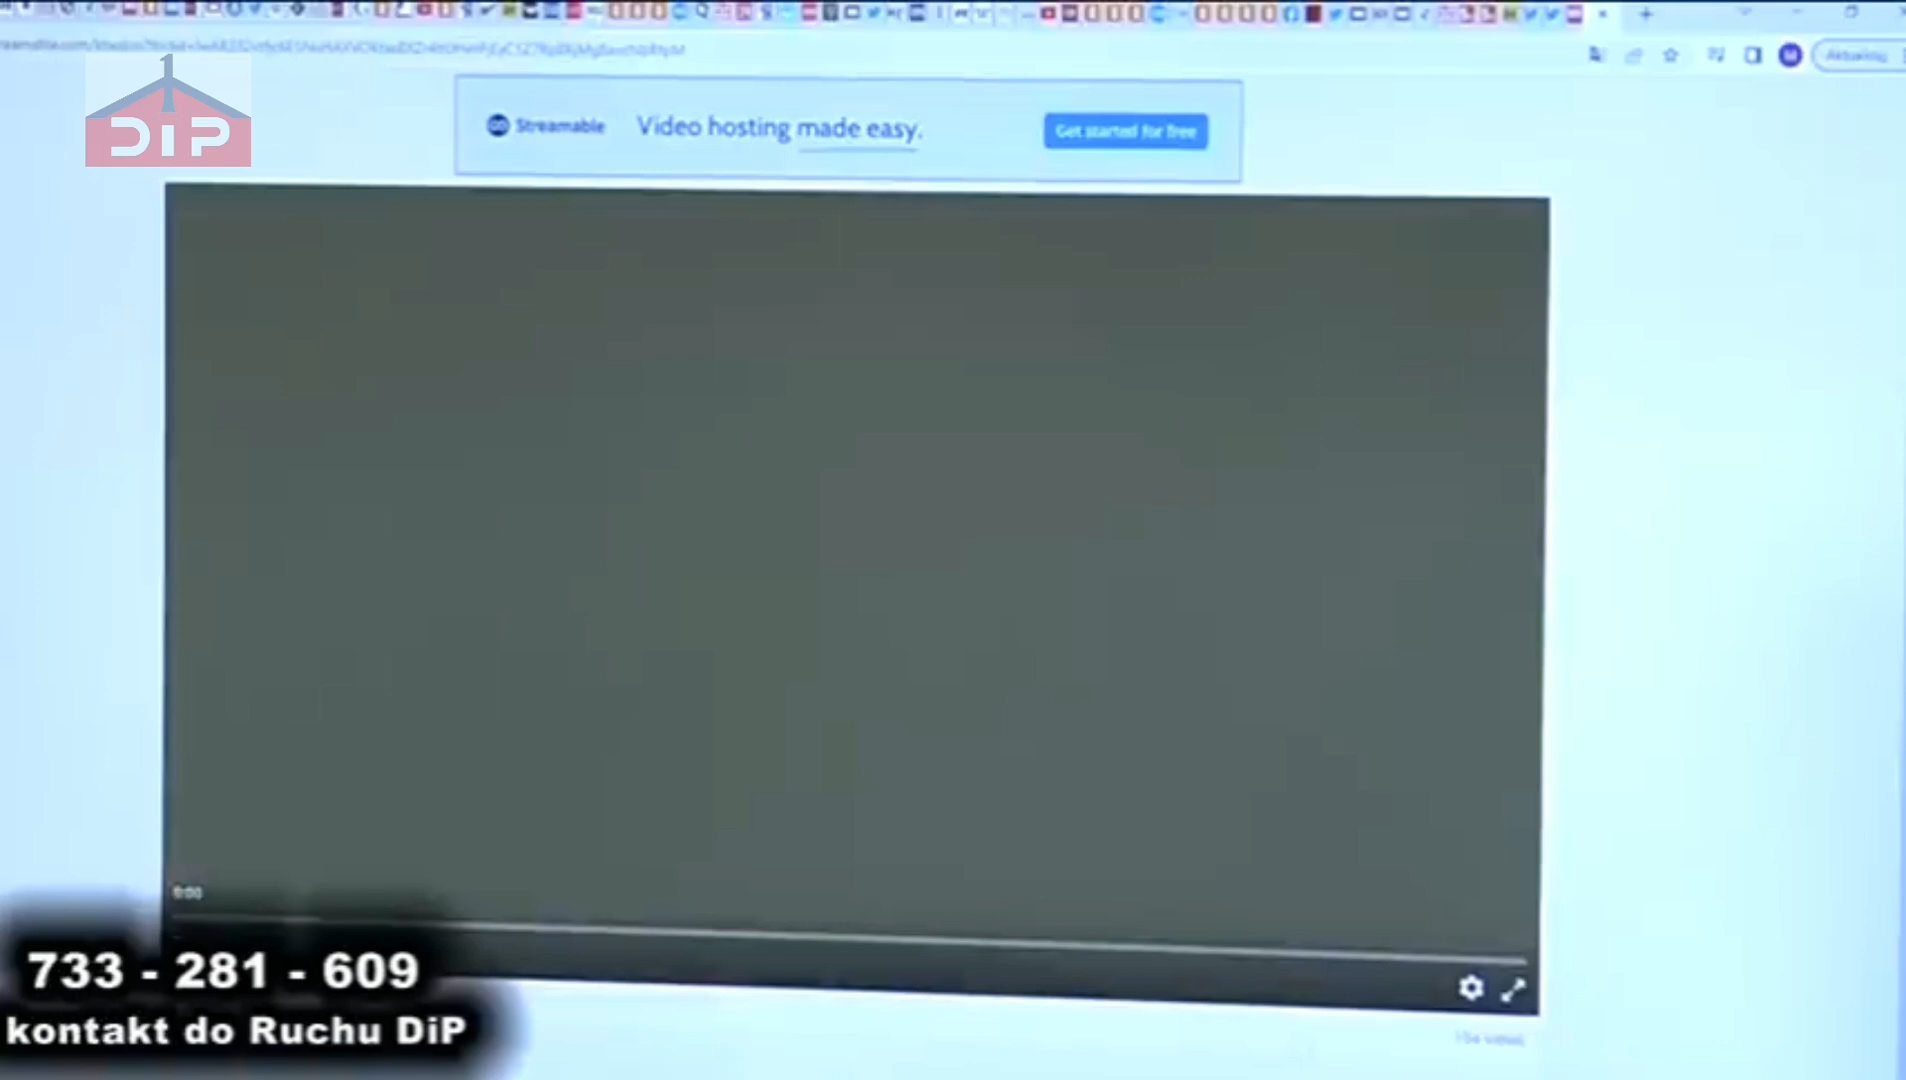 1
DiP
Streamable
Video hosting made easy.
Get started for free
0:00
733 - 281 - 609
kontakt do Ruchu DiP